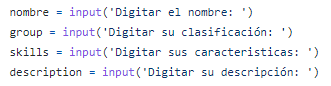 nombre = input('Digitar el nombre: ')
group = input('Digitar su clasificación: ')
skills = input('Digitar sus caracteristicas: ')
description = input('Digitar su descripción: ')